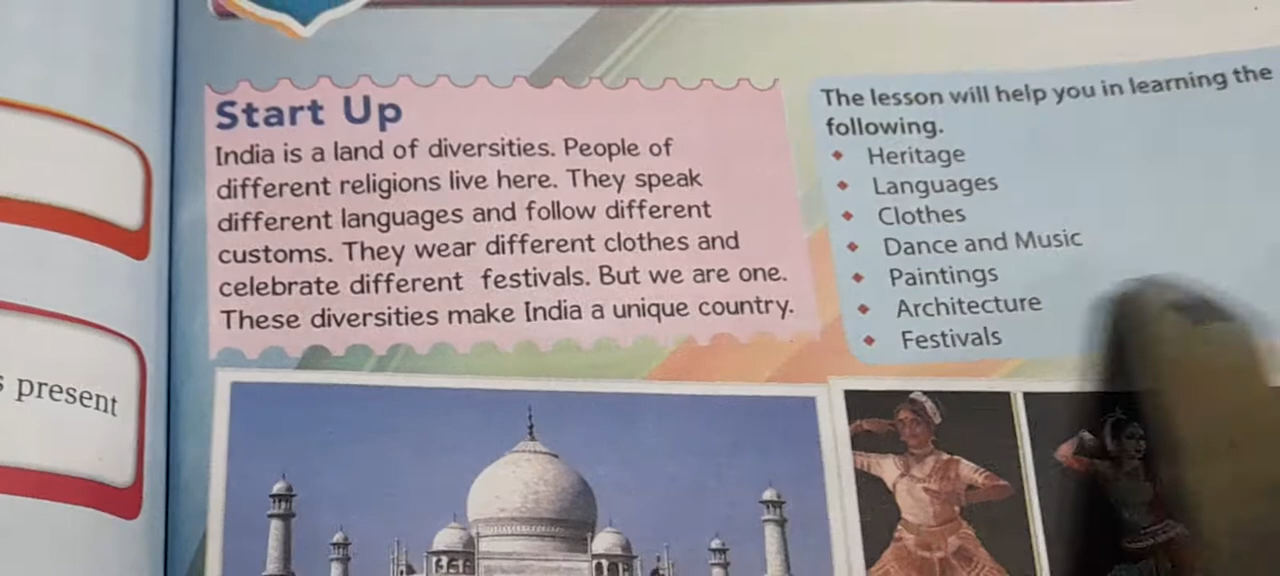 s present
Start Up
India is a land of diversities. People of
different religions live here. They speak
different languages and follow different
customs. They wear different clothes and
celebrate different festivals. But we are one.
These diversities make India a unique country.
The lesson will help you in learning the
following.
Heritage
Languages
Clothes
Dance and Music
Paintings
Architecture
Festivals